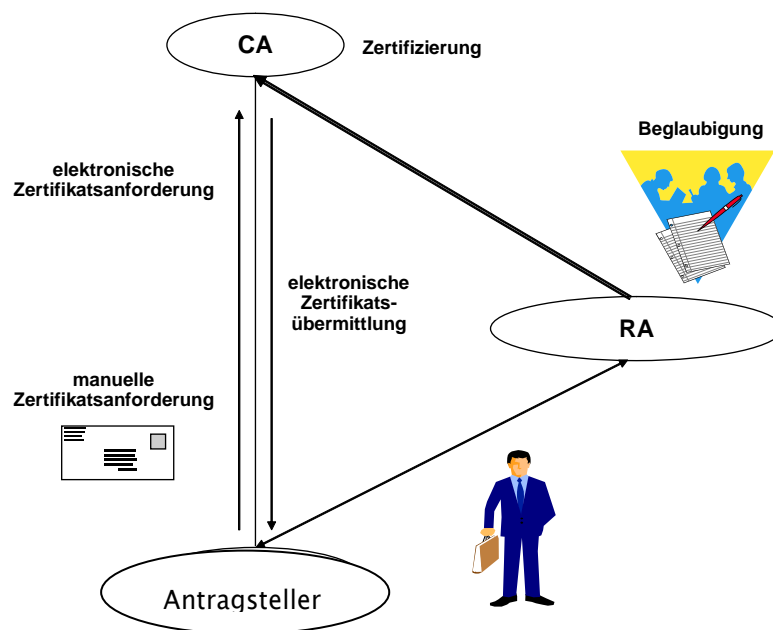 CA
Zertifizierung
Beglaubigung
elektronische
Zertifikatsanforderung
elektronische
Zertifikats-
übermittlung
RA
manuelle
Zertifikatsanforderung
Antragsteller